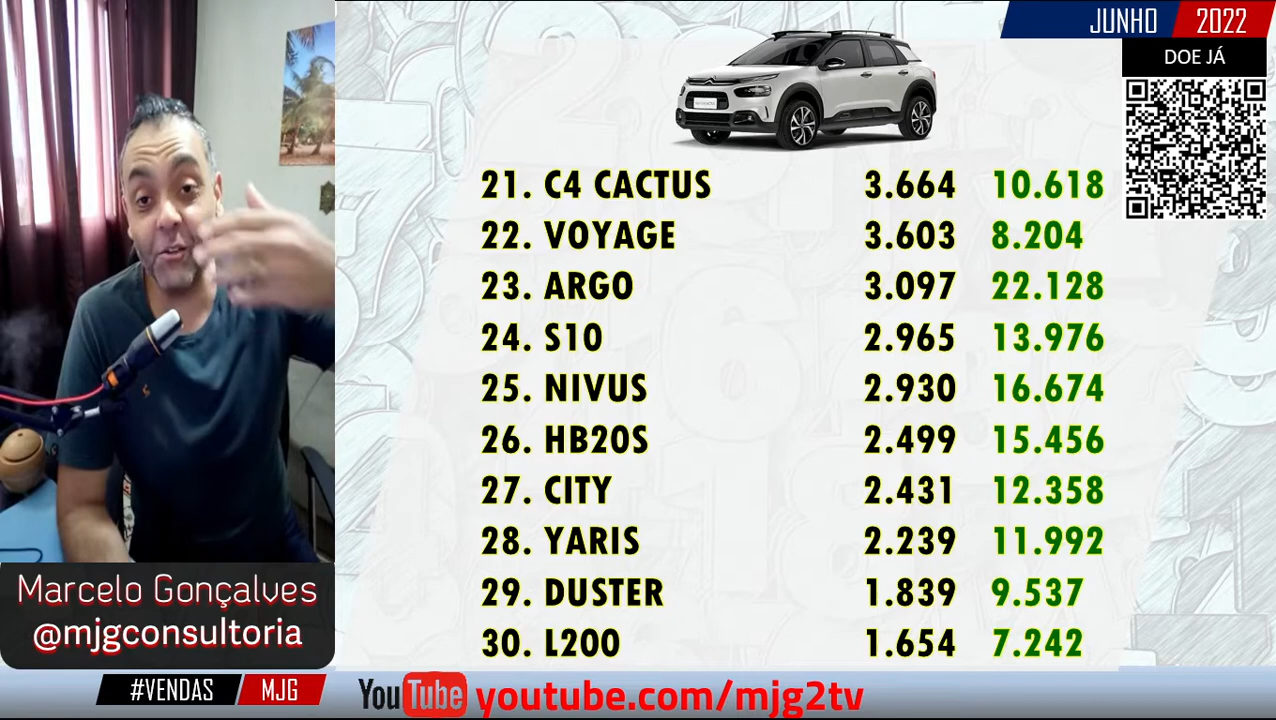 JUNHO 2022
DOE JÁ
21. C4 CACTUS 3.664 10.618
22. VOYAGE 3.603 8.204
23. ARGO 3.097 22.128
24. S10 2.965 13.976
25. NIVUS 2.930 16.674
26. HB20S 2.499 15.456
27. CITY 2.431 12.358
28. YARIS 2.239 11.992
29. DUSTER 1.839 9.537
30. L200 1.654 7.242
Marcelo Gonçalves
@mjgconsultoria
#VENDAS MJG YouTube youtube.com/mjg2tv